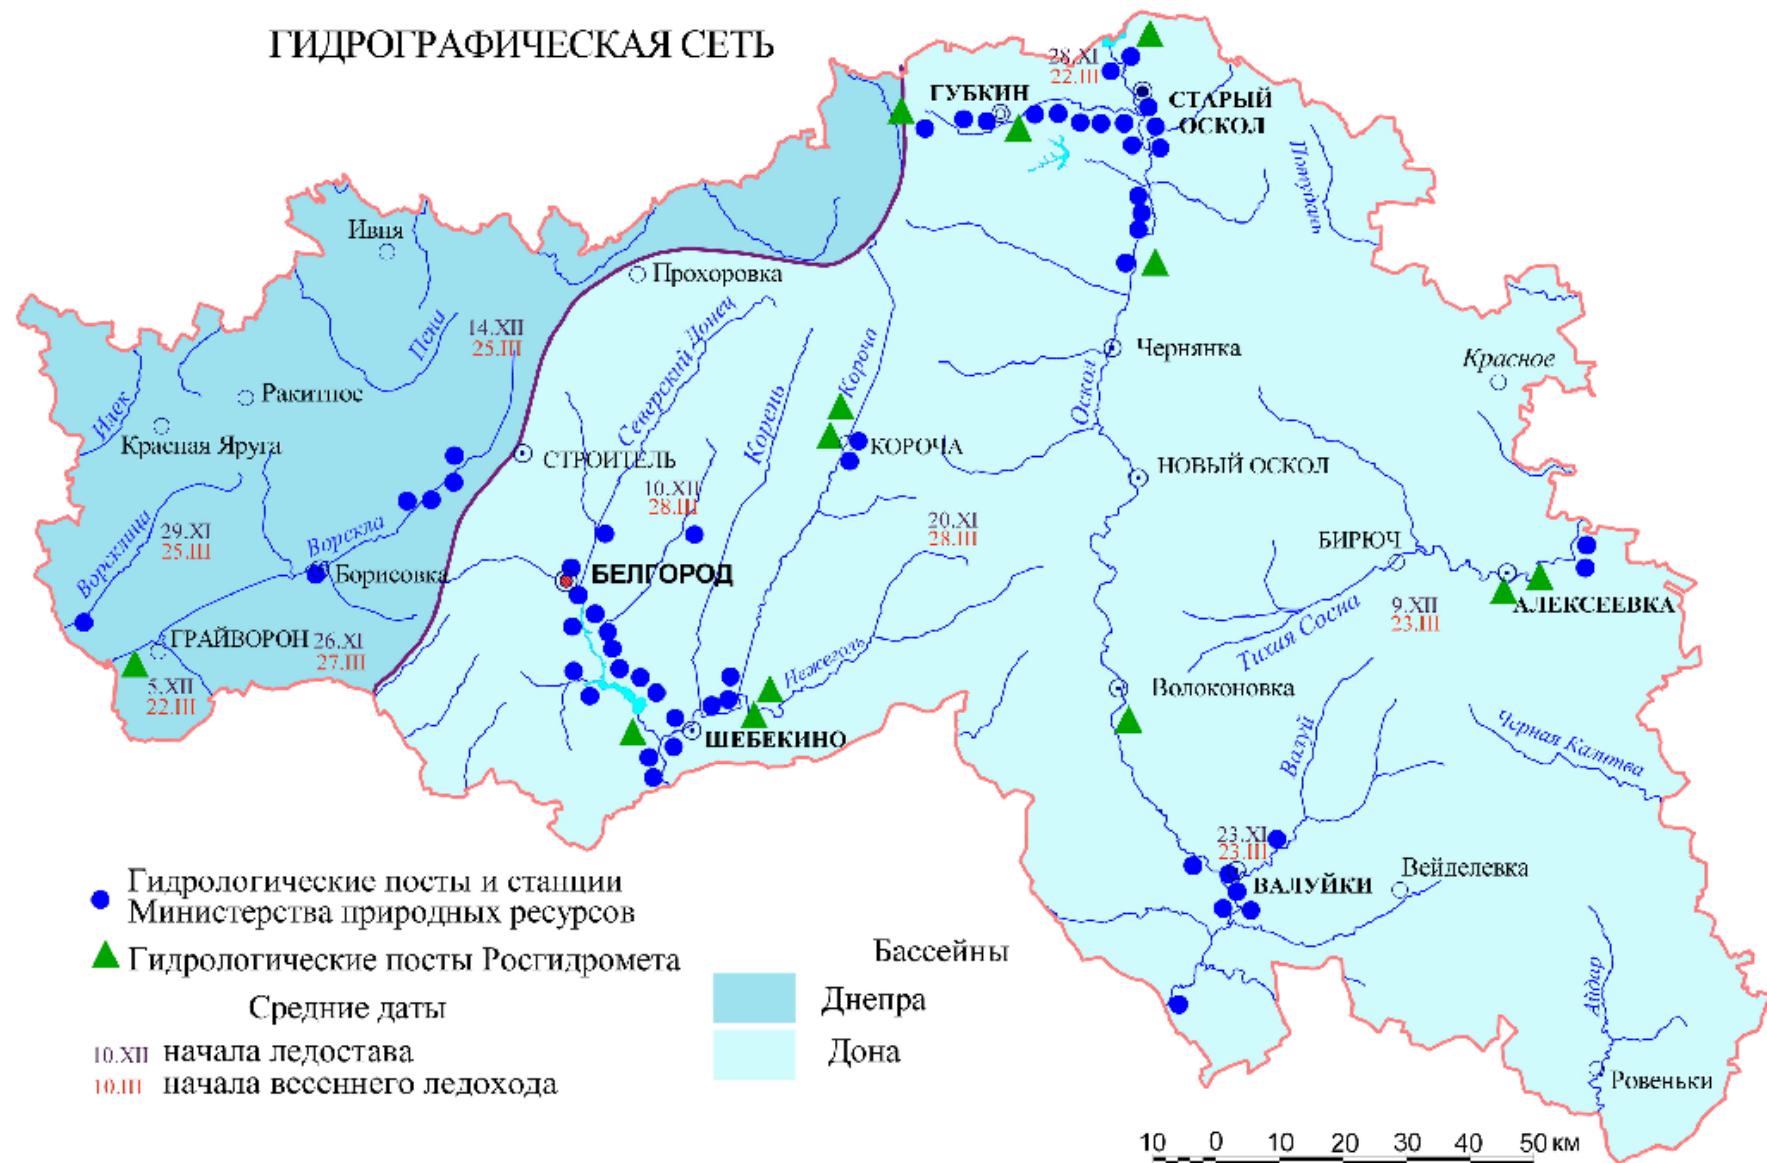 ГИДРОГРАФИЧЕСКАЯ СЕТЬ
28.XI
22.III
ГУБКИН
СТАРЫЙ
ОСКОЛ
Потудань
Ивня
Прохоровка
Северский Донец
Короча
14.XII
25.III
Пена
Чернянка
Оскол
Красное
Илек
Ракитное
Красная Яруга
Корень
СТРОИТЕЛЬ
КОРОЧА
НОВЫЙ ОСКОЛ
10.XII
28.III
Ворсклица
29.XI
25.III
Ворскла
20.XI
28.III
БИРЮЧ
Борисовка
БЕЛГОРОД
АЛЕКСЕЕВКА
9.XII
23.III
Тихая Сосна
ГРАЙВОРОН
26.XI
27.III
5.XII
22.III
Нежеголь
Волоконовка
ШЕБЕКИНО
Валуй
Черная Калитва
23.XI
23.III
ВАЛУЙКИ
Вейделевка
Айдар
Ровеньки
Гидрологические посты и станции
Министерства природных ресурсов
Гидрологические посты Росгидромета
Средние даты
10.XII начала ледостава
10.III начала весеннего ледохода
Бассейны
Днепра
Дона
10 0 10 20 30 40 50 км